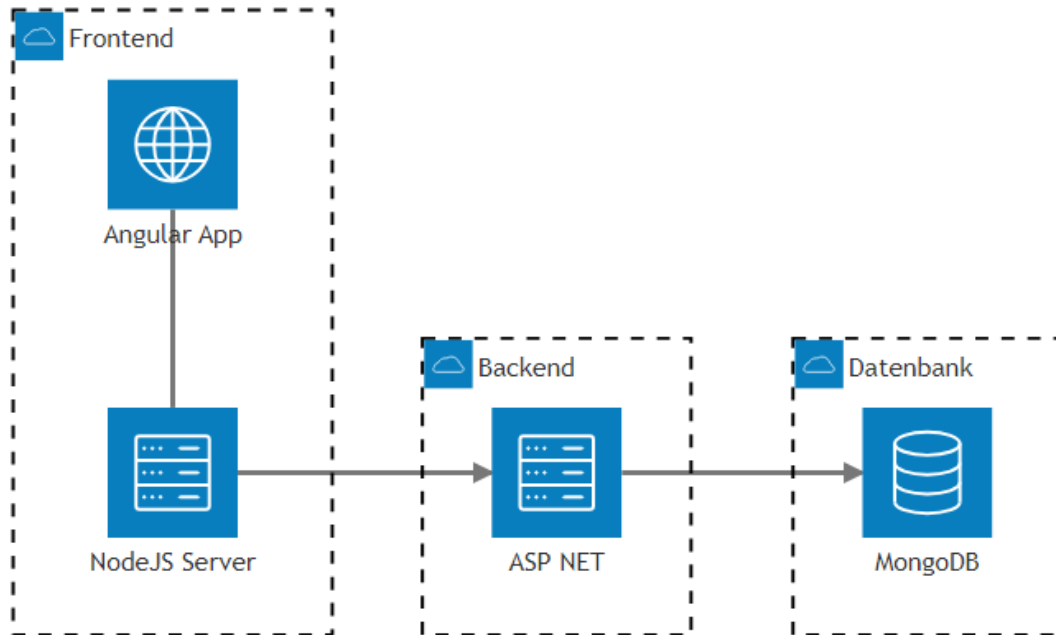 Frontend
Angular App
NodeJS Server
Backend
ASP NET
Datenbank
MongoDB